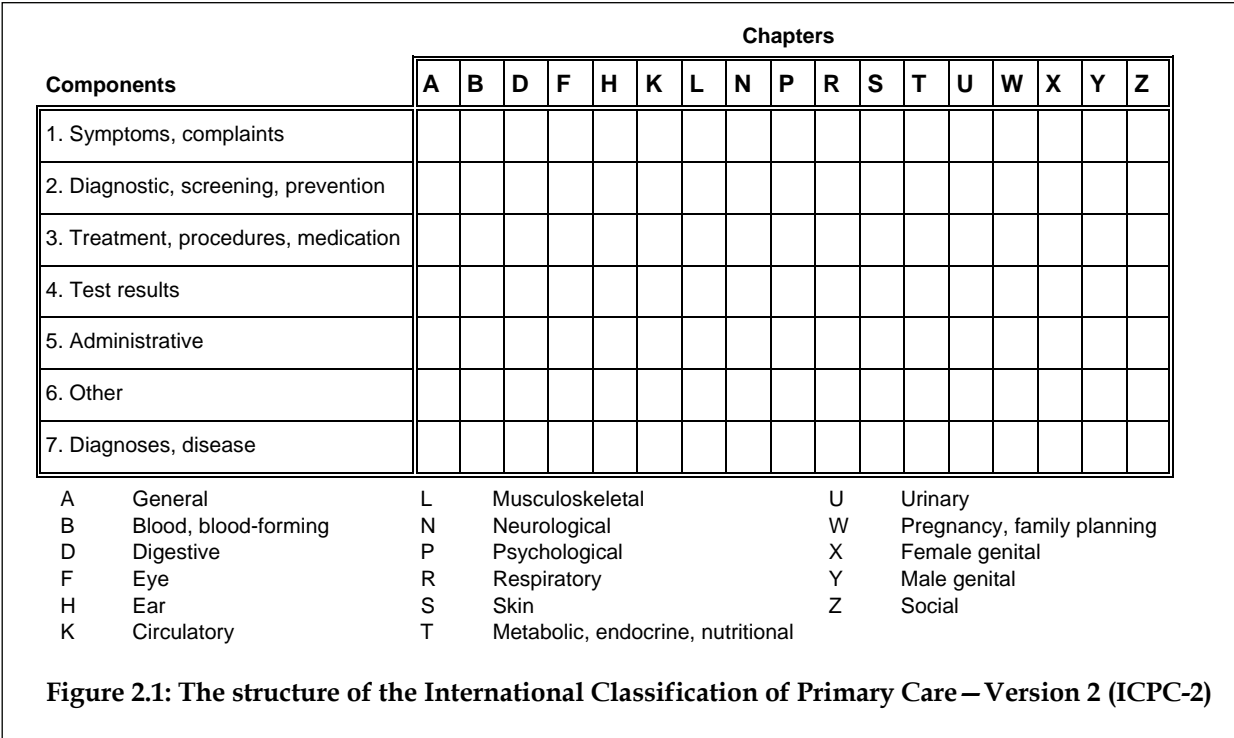 Chapters
Components A B D F H K L N P R S T U W X Y Z
1. Symptoms, complaints
2. Diagnostic, screening, prevention
3. Treatment, procedures, medication
4. Test results
5. Administrative
6. Other
7. Diagnoses, disease
A General L Musculoskeletal U Urinary
B Blood, blood-forming N Neurological W Pregnancy, family planning
D Digestive P Psychological X Female genital
F Eye R Respiratory Y Male genital
H Ear S Skin Z Social
K Circulatory T Metabolic, endocrine, nutritional
Figure 2.1: The structure of the International Classification of Primary Care—Version 2 (ICPC-2)